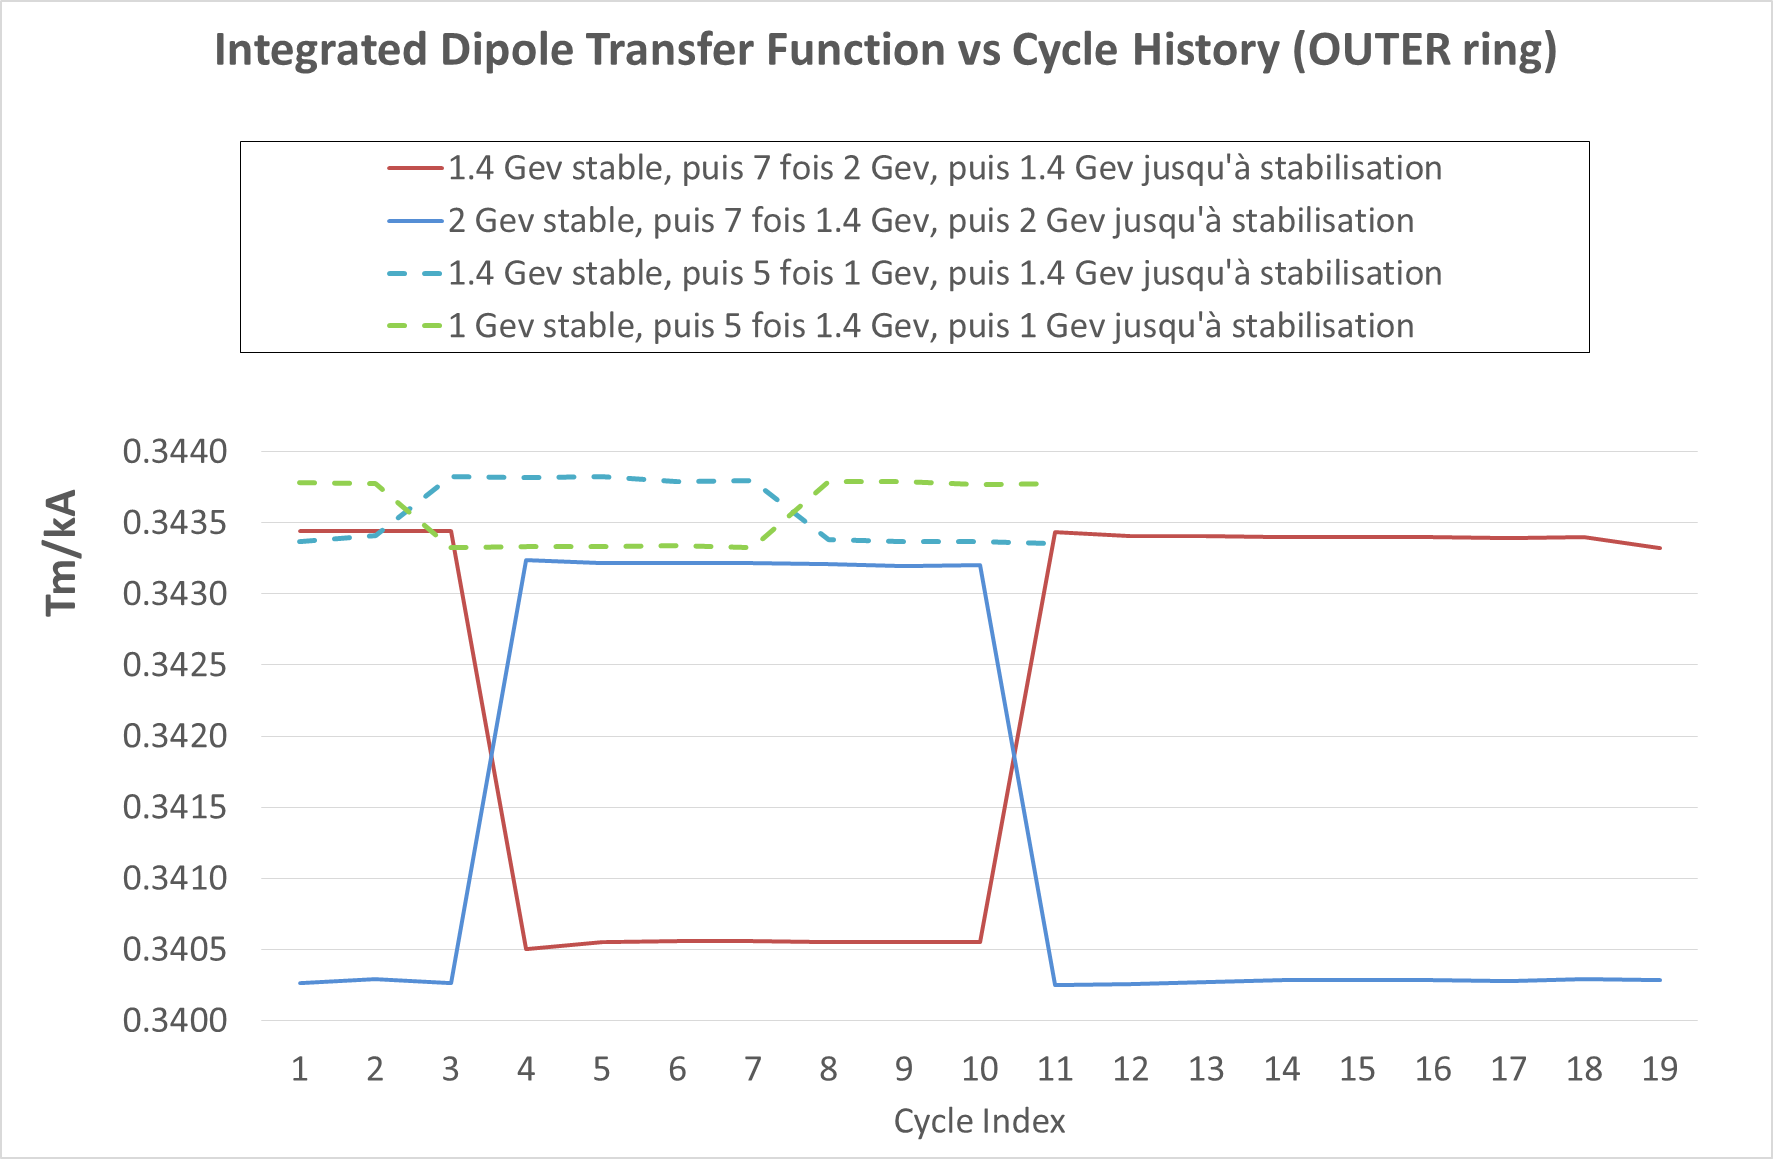 Integrated Dipole Transfer Function vs Cycle History (OUTER ring)
1.4 Gev stable, puis 7 fois 2 Gev, puis 1.4 Gev jusqu'à stabilisation
2 Gev stable, puis 7 fois 1.4 Gev, puis 2 Gev jusqu'à stabilisation
1.4 Gev stable, puis 5 fois 1 Gev, puis 1.4 Gev jusqu'à stabilisation
1 Gev stable, puis 5 fois 1.4 Gev, puis 1 Gev jusqu'à stabilisation
Tm/kA
0.3440
0.3435
0.3430
0.3425
0.3420
0.3415
0.3410
0.3405
0.3400
1 2 3 4 5 6 7 8 9 10 11 12 13 14 15 16 17 18 19
Cycle Index